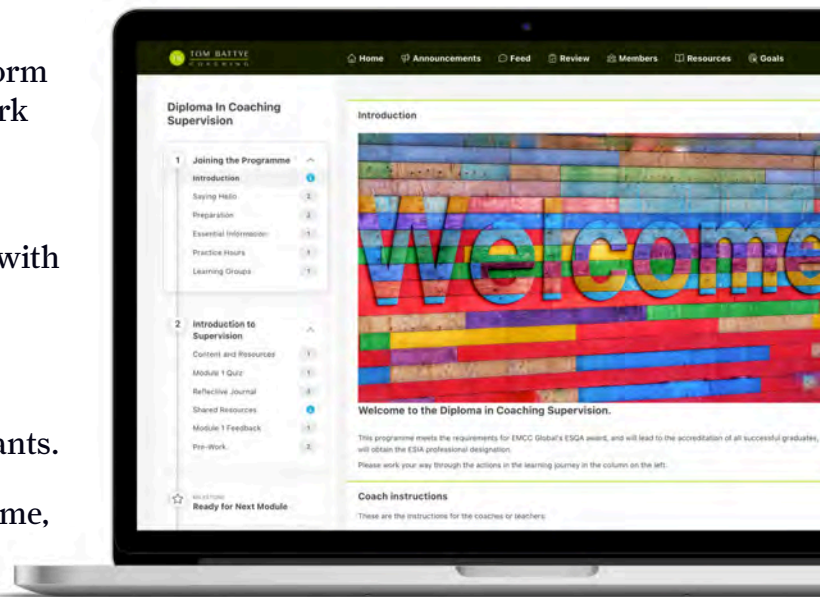 orm
rk
with
ants.
me,
TOM BATTYE
COACHING
Home Announcements Feed Review Members Resources Goals
Diploma In Coaching
Supervision
1 Joining the Programme
Introduction
Saying Hello 2
Preparation 2
Essential Information 1
Practice Hours 1
Learning Groups 1
2 Introduction to
Supervision
Content and Resources 1
Module 1 Quiz 1
Reflective Journal
Shared Resources
Module 1 Feedback 1
Pre-Work 2
MILESTONE
Ready for Next Module
Introduction
Welcome
Welcome to the Diploma in Coaching Supervision.
This programme meets the requirements for EMCC Global's ESQA award, and will lead to the accreditation of all successful graduates,
will obtain the ESIA professional designation.
Please work your way through the actions in the learning journey in the column on the left.
Coach instructions
These are the instructions for the coaches or teachers